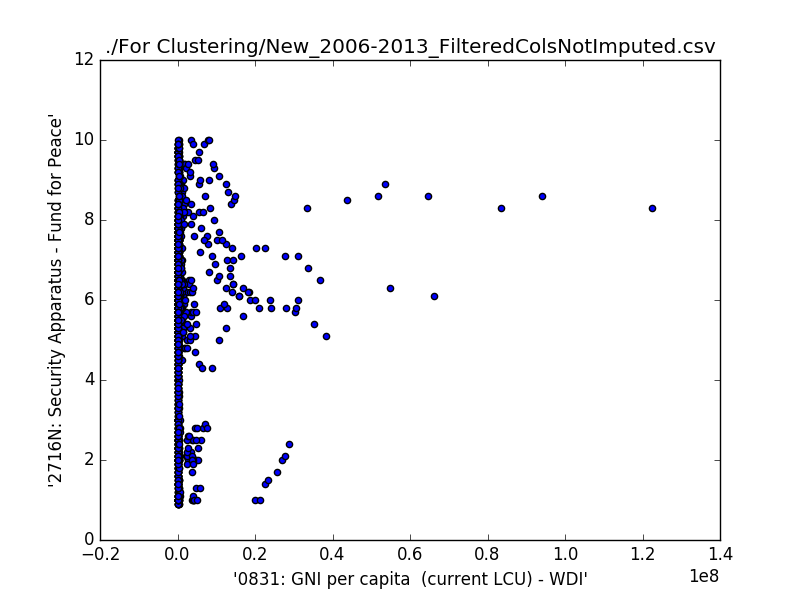 ./For Clustering/New_2006-2013_FilteredColsNotImputed.csv
12
10
8
6
4
2
0
'2716N: Security Apparatus - Fund for Peace'
−0.2 0.0 0.2 0.4 0.6 0.8 1.0 1.2 1.4
1e8
'0831: GNI per capita  (current LCU) - WDI'